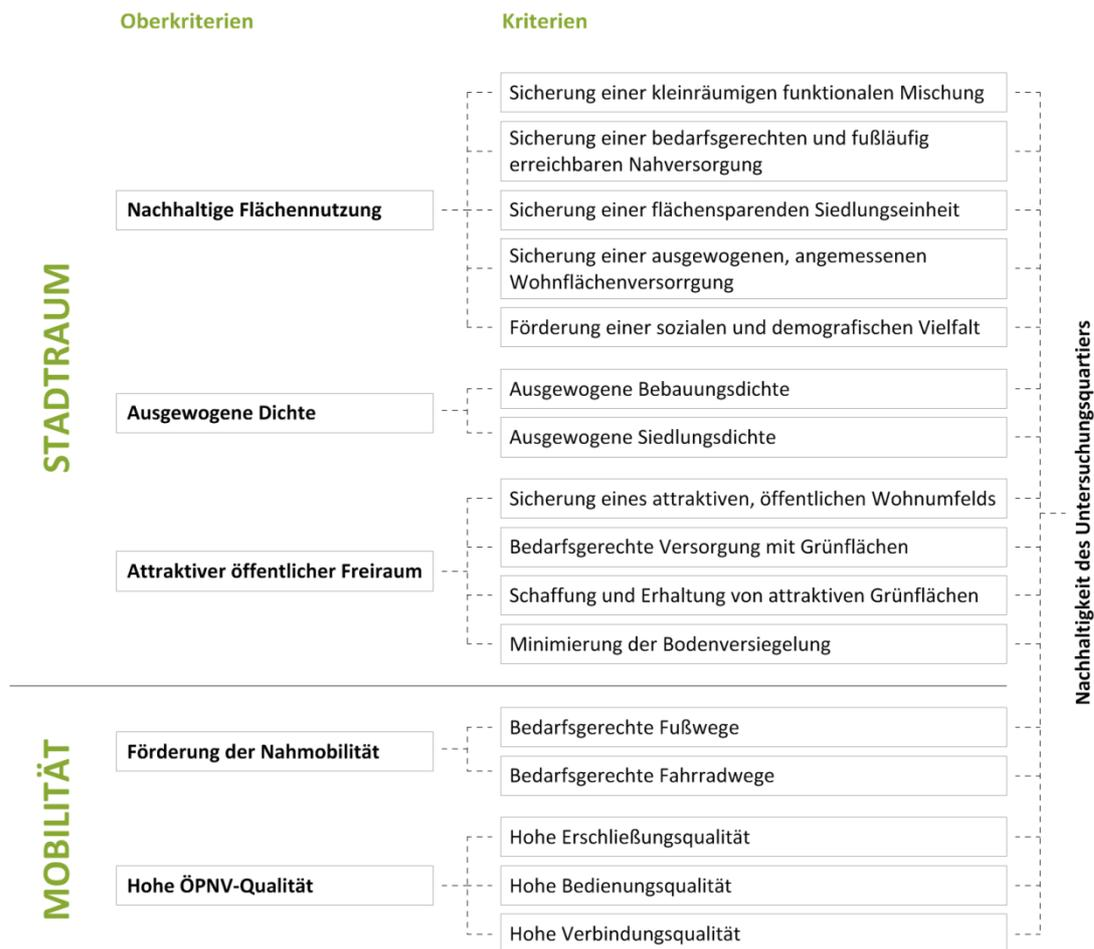 Oberkriterien
Kriterien
STADTRAUM
Nachhaltige Flächennutzung
Sicherung einer kleinräumigen funktionalen Mischung
Sicherung einer bedarfsgerechten und fußläufig
erreichbaren Nahversorgung
Sicherung einer flächensparenden Siedlungseinheit
Sicherung einer ausgewogenen, angemessenen
Wohnflächenversorrgung
Förderung einer sozialen und demografischen Vielfalt
Ausgewogene Dichte
Ausgewogene Bebauungsdichte
Ausgewogene Siedlungsdichte
Attraktiver öffentlicher Freiraum
Sicherung eines attraktiven, öffentlichen Wohnumfelds
Bedarfsgerechte Versorgung mit Grünflächen
Schaffung und Erhaltung von attraktiven Grünflächen
Minimierung der Bodenversiegelung
MOBILITÄT
Förderung der Nahmobilität
Bedarfsgerechte Fußwege
Bedarfsgerechte Fahrradwege
Hohe ÖPNV-Qualität
Hohe Erschließungsqualität
Hohe Bedienungsqualität
Hohe Verbindungsqualität
Nachhaltigkeit des Untersuchungsquartiers